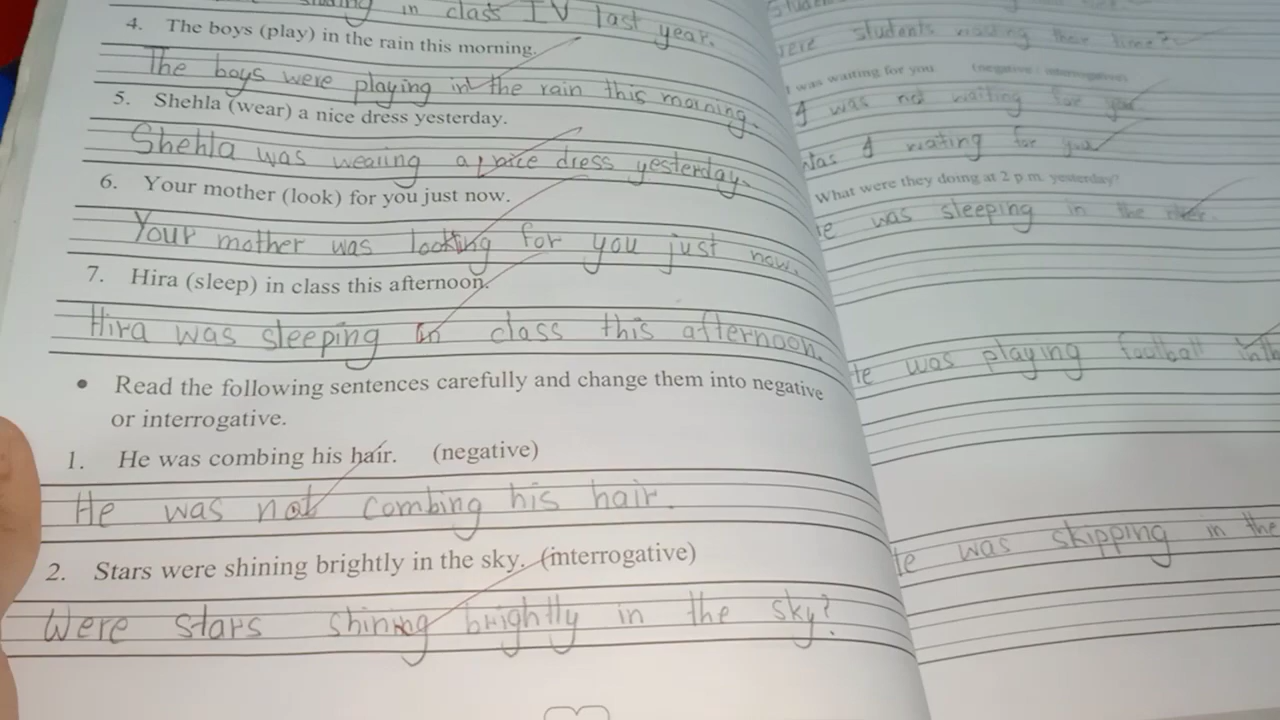 in class IV last year.
4. The boys (play) in the rain this morning.
The boys were playing in the rain this morning.
5. Shehla (wear) a nice dress yesterday.
Shehla was wearing a nice dress yesterday.
6. Your mother (look) for you just now.
Your mother was looking for you just now.
7. Hira (sleep) in class this afternoon.
Hira was sleeping in class this afternoon.
• Read the following sentences carefully and change them into negative
or interrogative.
1. He was combing his hair. (negative)
He was not combing his hair.
2. Stars were shining brightly in the sky. (interrogative)
Were stars shining brightly in the sky?
students their time?
I was waiting for you. (negative / interrogative)
I was not waiting for you
Was I waiting for you
What were they doing at 2 p.m. yesterday?
was sleeping in the
He was playing football
He was skipping in the